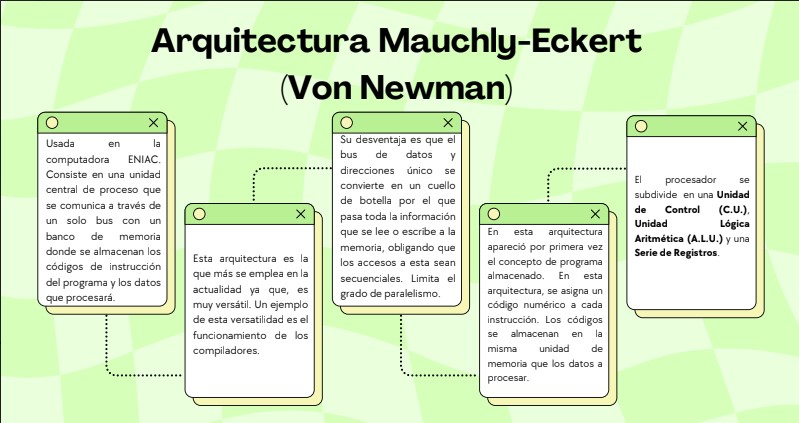 Arquitectura Mauchly-Eckert
(Von Newman)
Usada en la
computadora ENIAC.
Consiste en una unidad
central de proceso que
se comunica a través de
un solo bus con un
banco de memoria
donde se almacenan los
códigos de instrucción
del programa y los datos
que procesará.
Esta arquitectura es la
que más se emplea en la
actualidad ya que, es
muy versátil. Un ejemplo
de esta versatilidad es el
funcionamiento de los
compiladores.
Su desventaja es que el
bus de datos y
direcciones único se
convierte en un cuello
de botella por el que
pasa toda la información
que se lee o escribe a la
memoria, obligando que
los accesos a esta sean
secuenciales. Limita el
grado de paralelismo.
En esta arquitectura
apareció por primera vez
el concepto de programa
almacenado. En esta
arquitectura, se asigna un
código numérico a cada
instrucción. Los códigos
se almacenan en la
misma unidad de
memoria que los datos a
procesar.
El procesador se
subdivide en una Unidad
de Control (C.U.),
Unidad Lógica
Aritmética (A.L.U.) y una
Serie de Registros.